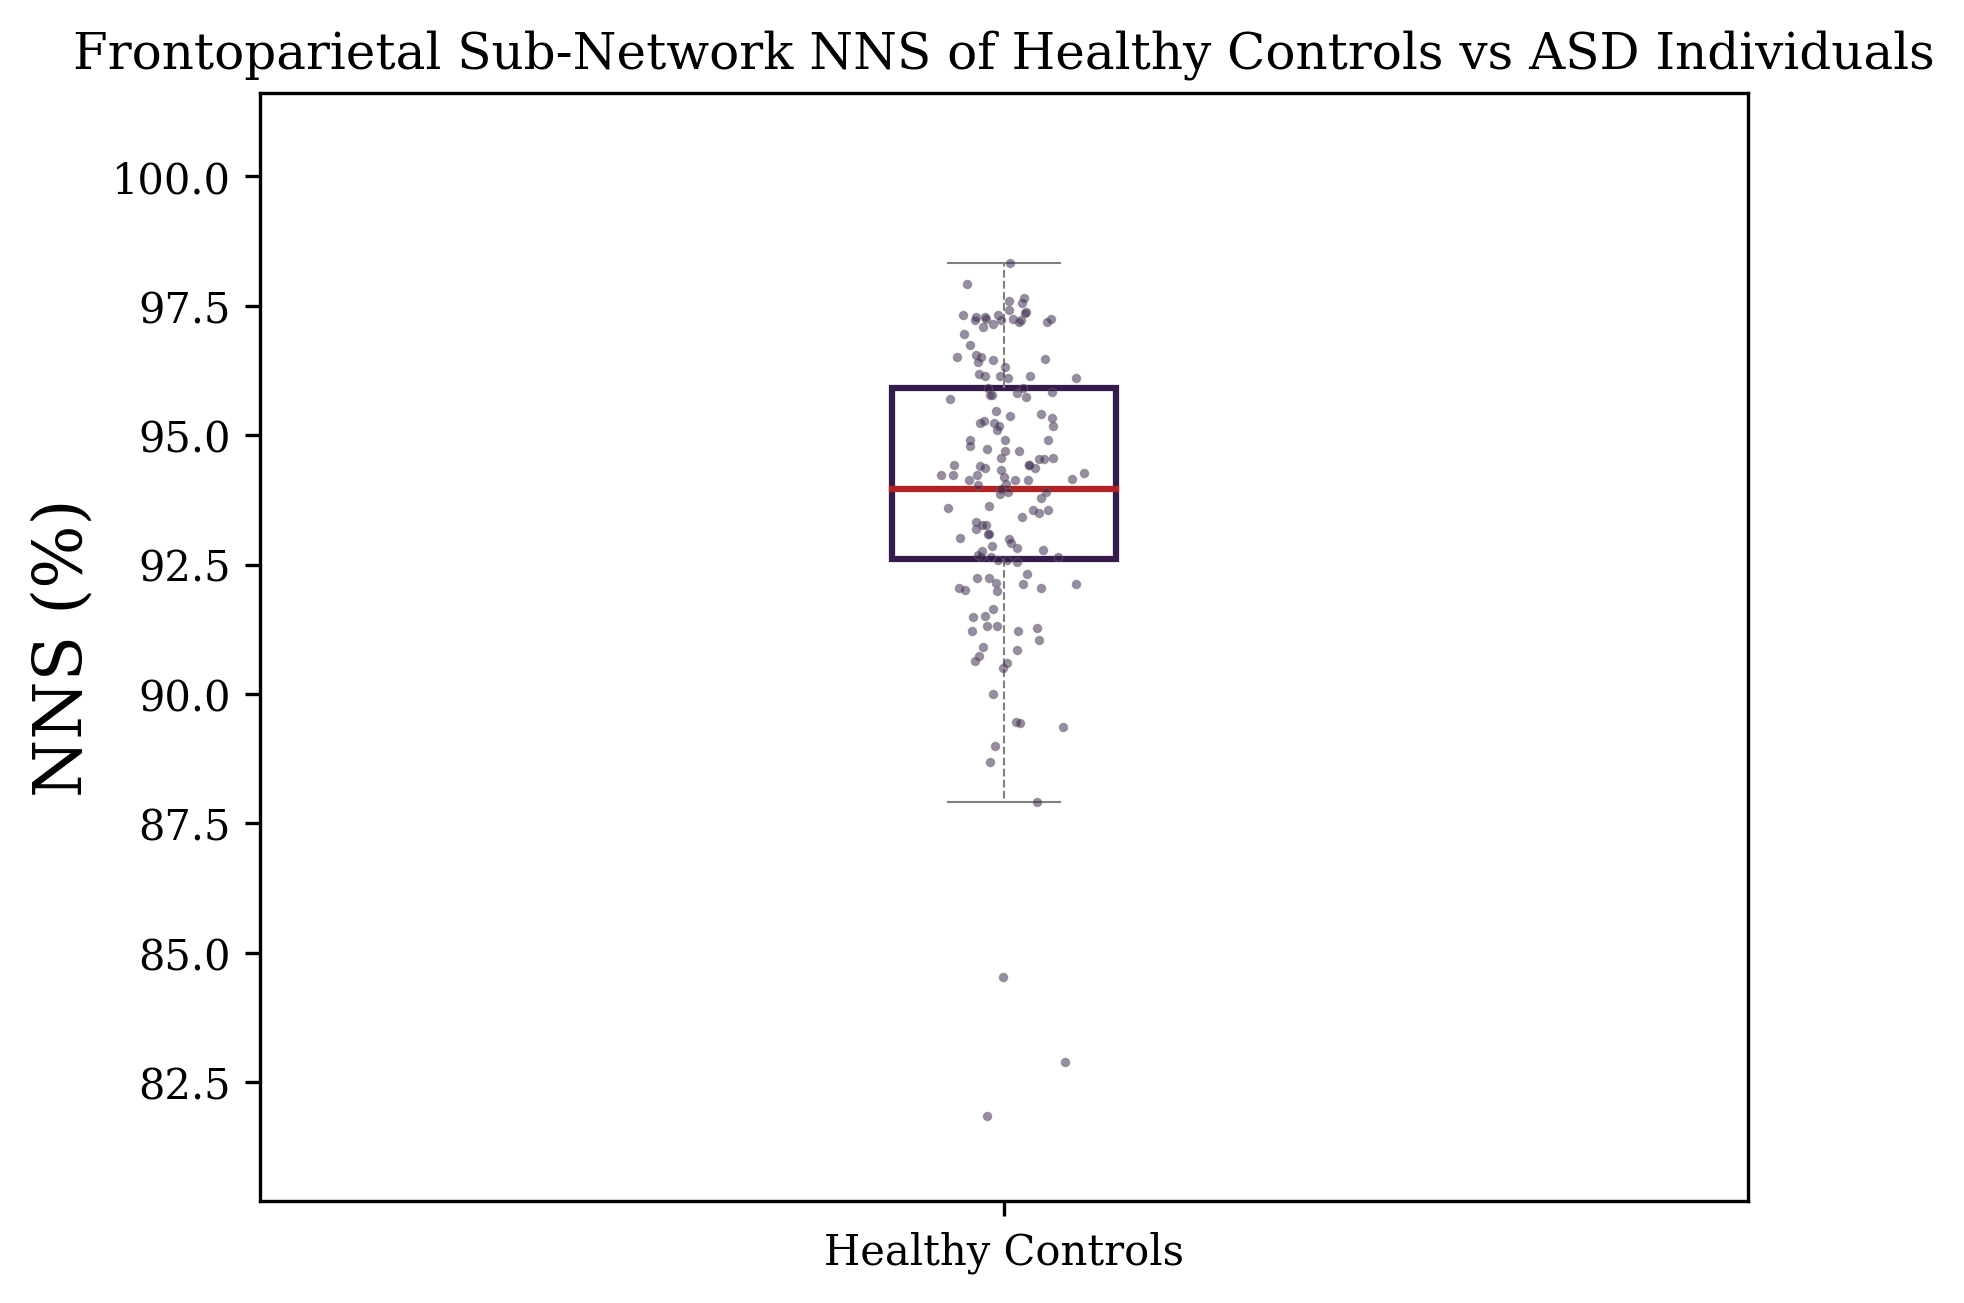 Frontoparietal Sub-Network NNS of Healthy Controls vs ASD Individuals
100.0
97.5
95.0
92.5
90.0
87.5
85.0
82.5
NNS (%)
Healthy Controls